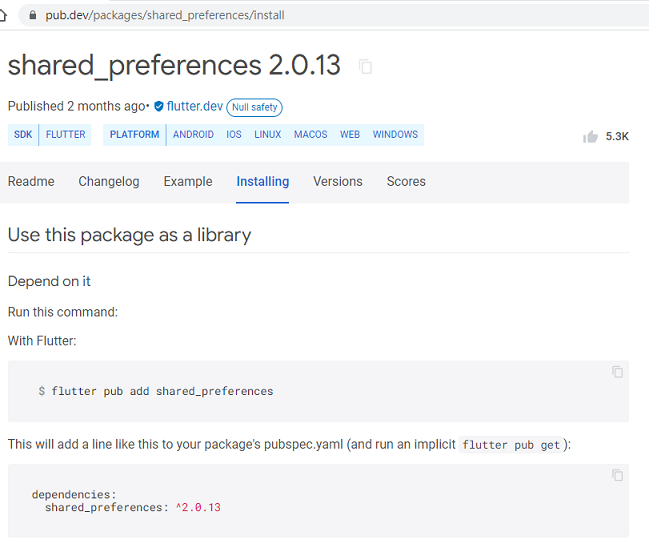 pub.dev/packages/shared_preferences/install
shared_preferences 2.0.13
Published 2 months ago• flutter.dev Null safety
SDK FLUTTER PLATFORM ANDROID IOS LINUX MACOS WEB WINDOWS 5.3K
Readme Changelog Example Installing Versions Scores
Use this package as a library
Depend on it
Run this command:
With Flutter:
$ flutter pub add shared_preferences
This will add a line like this to your package's pubspec.yaml (and run an implicit flutter pub get ):
dependencies:
shared_preferences: ^2.0.13